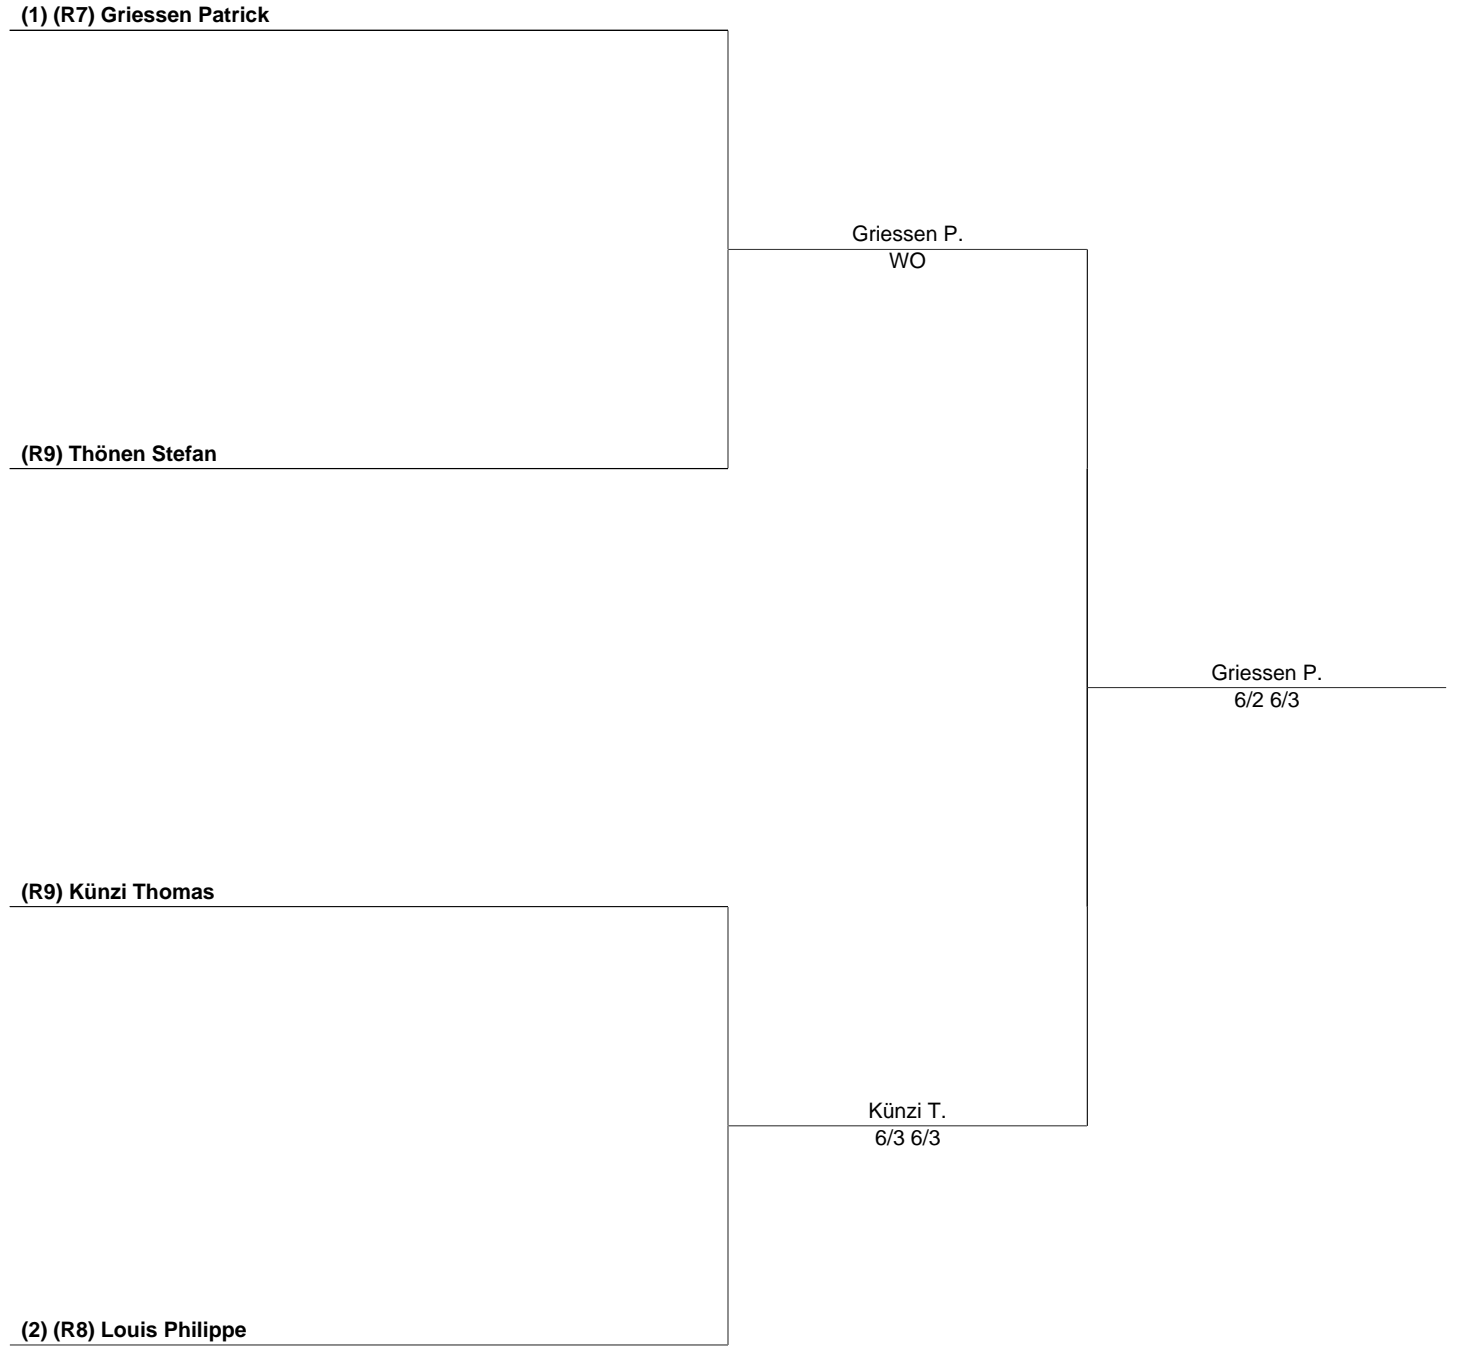 (1) (R7) Griessen Patrick
Griessen P.
WO
(R9) Thönen Stefan
Griessen P.
6/2 6/3
(R9) Künzi Thomas
Künzi T.
6/3 6/3
(2) (R8) Louis Philippe